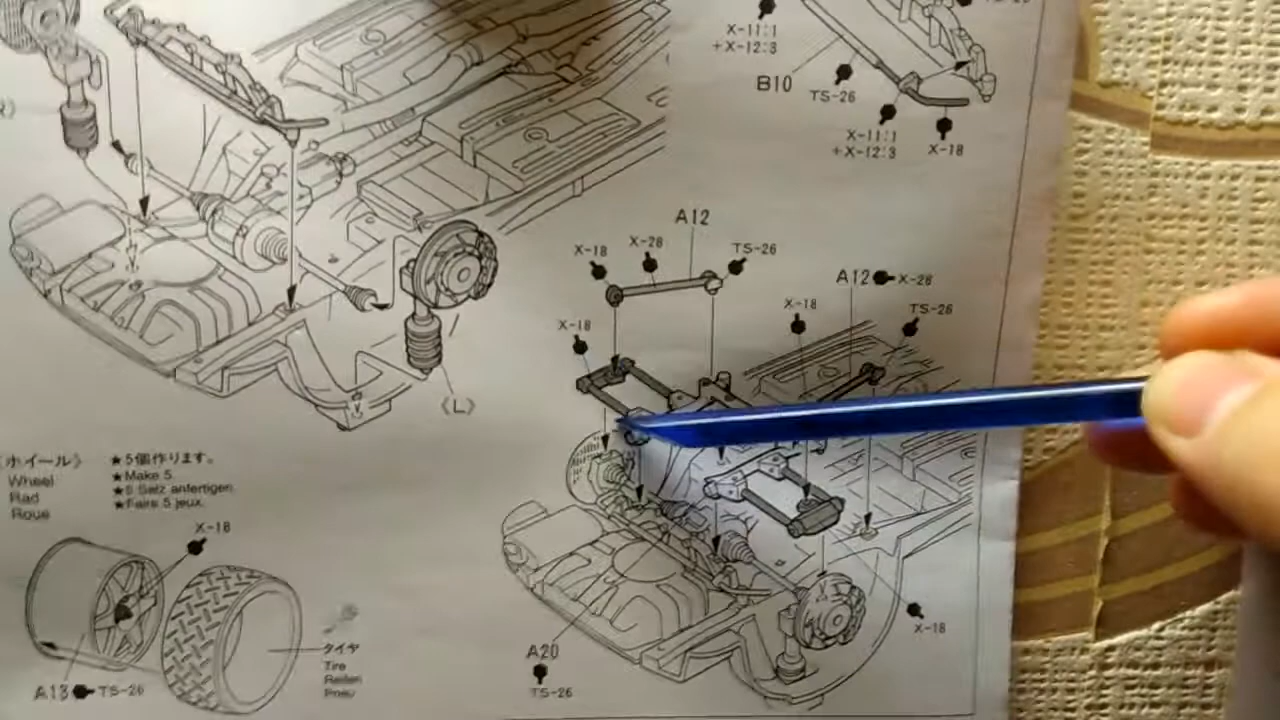 X-11:1
+X-12:3
B10
TS-26
X-11:1
+X-12:3
X-18
A12
X-18
X-28
TS-26
A12
X-28
X-18
TS-26
X-18
《L》
ホイール》
Wheel
Rad
Roue
★5個作ります。
★Make 5
★5 Satz anfertigen.
★Faire 5 jeux.
X-18
A13
TS-26
タイヤ
Tire
Reifen
Pneu
A20
TS-26
X-18